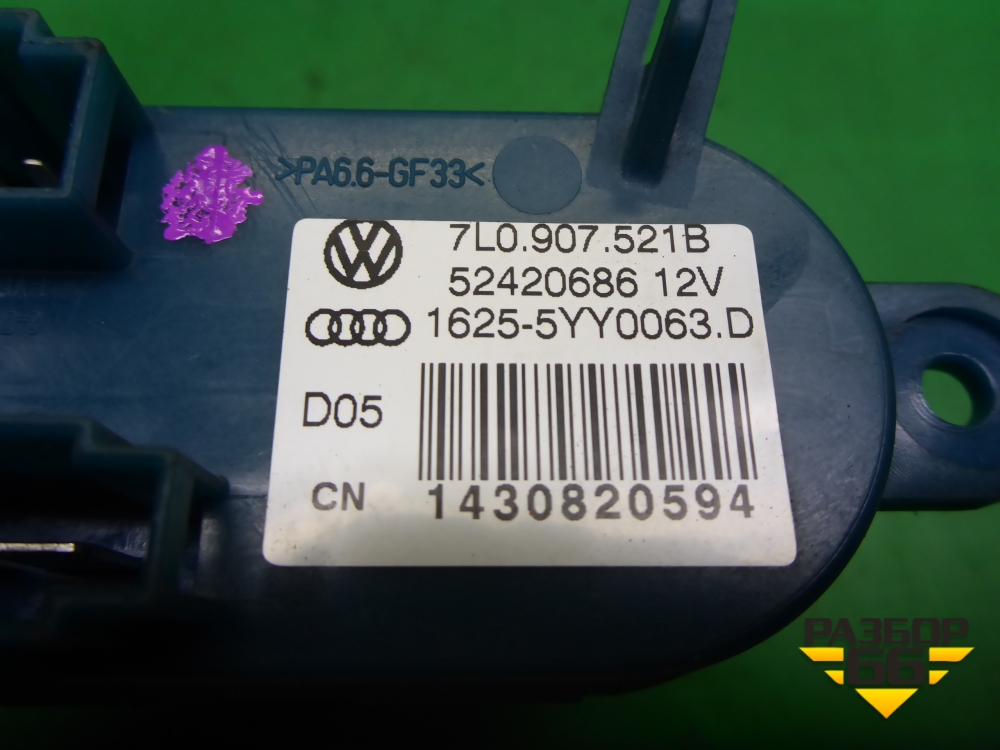 >PA6.6-GF33<
7L0.907.521B
52420686 12V
1625-5YY0063.D
D05
CN
1430820594
РАЗБОР
66